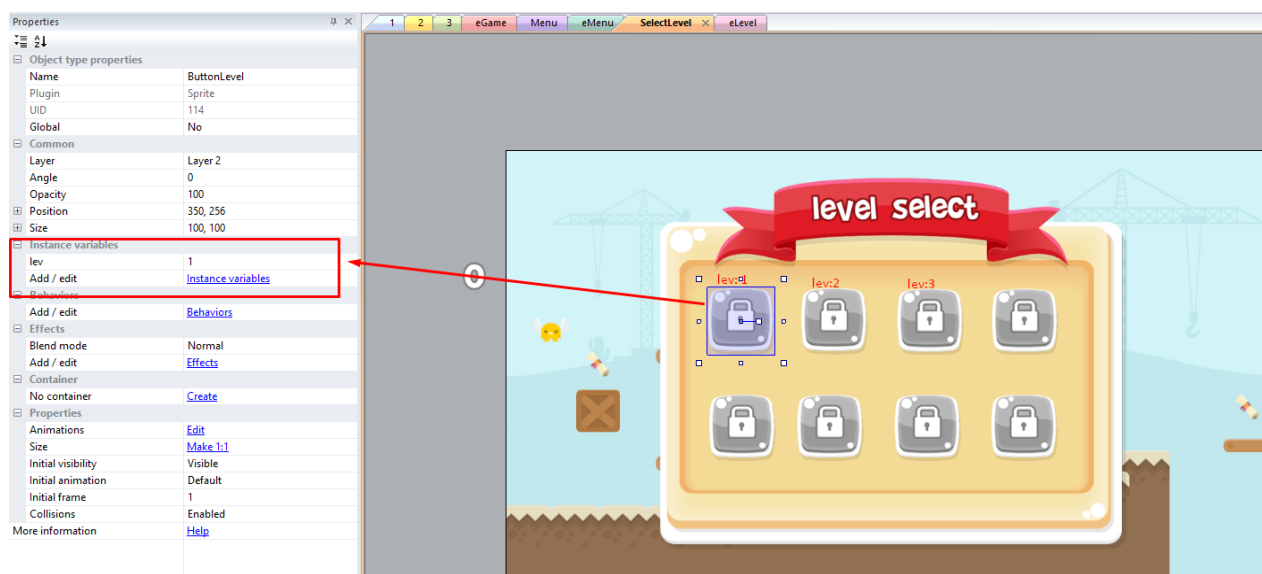 Properties
1 2 3 eGame Menu eMenu SelectLevel eLevel
Object type properties
Name ButtonLevel
Plugin Sprite
UID 114
Global No
Common
Layer Layer 2
Angle 0
Opacity 100
Position 350, 256
Size 100, 100
Instance variables
lev 1
Add / edit Instance variables
Behaviors
Add / edit Behaviors
Effects
Blend mode Normal
Add / edit Effects
Container
No container Create
Properties
Animations Edit
Size Make 1:1
Initial visibility Visible
Initial animation Default
Initial frame 1
Collisions Enabled
More information Help
level select
0
lev:1 lev:2 lev:3